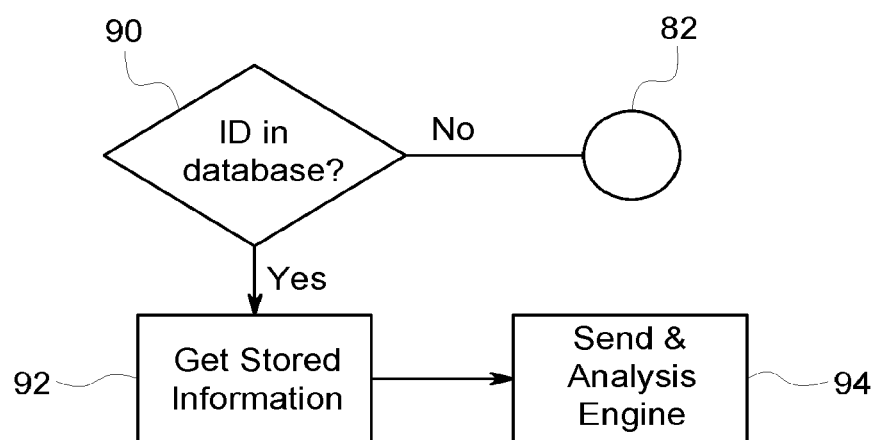 90
82
ID in
database?
No
Yes
92
Get Stored
Information
Send &
Analysis
Engine
94